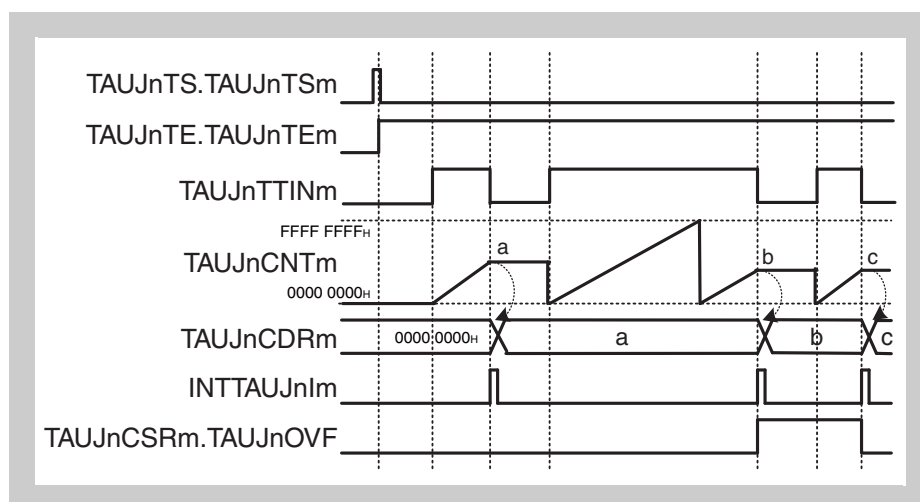 TAUJnTS.TAUJnTSm
TAUJnTE.TAUJnTEm
TAUJnTTINm
FFFF FFFFH
a
b
c
TAUJnCNTm
0000 0000H
TAUJnCDRm
0000 0000H
a
b
c
INTTAUJnIm
TAUJnCSRm.TAUJnOVF